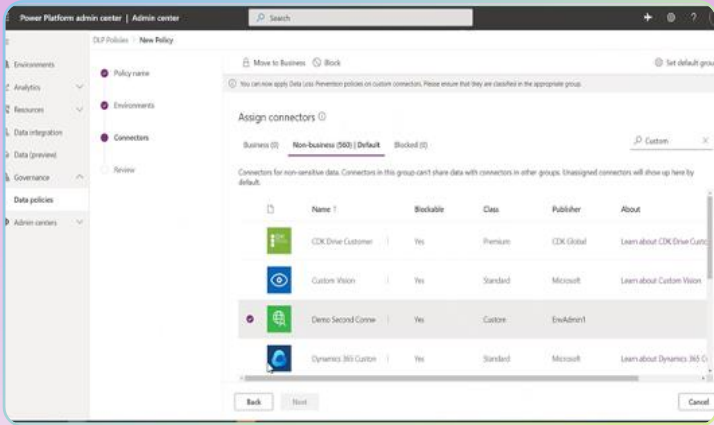 Power Platform admin center | Admin center
Search
?
DLP Policies > New Policy
Environments
Analytics
Resources
Data integration
Data (preview)
Governance
Data policies
Admin centers
Policy name
Environments
Connectors
Review
Move to Business
Block
Set default grou
You can now apply Data Loss Prevention policies on custom connectors. Please ensure that they are classified in the appropriate group.
Assign connectors
Business (0)
Non-business (560) | Default
Blocked (0)
Custom
Connectors for non-sensitive data. Connectors in this group can't share data with connectors in other groups. Unassigned connectors will show up here by
default.
Name ↑ Blockable Class Publisher About
CDK Drive Customer Yes Premium CDK Global Learn about CDK Drive Custo
Custom Vision Yes Standard Microsoft Learn about Custom Vision
Demo Second Conne Yes Custom EnvAdmin1
Dynamics 365 Custom Yes Standard Microsoft Learn about Dynamics 365 C
Back
Next
Cancel